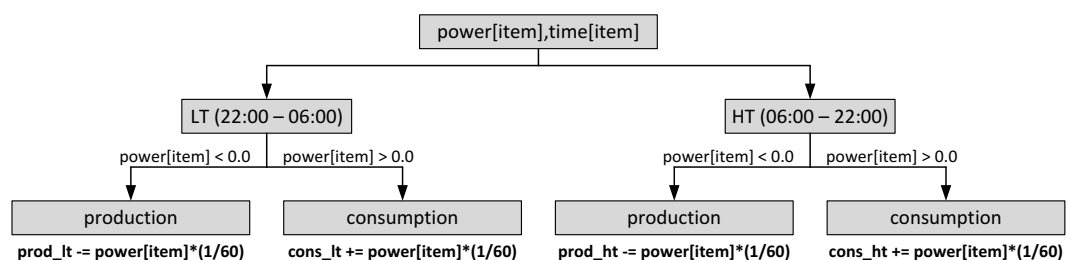 power[item],time[item]
LT (22:00 – 06:00)
HT (06:00 – 22:00)
power[item] < 0.0
power[item] > 0.0
power[item] < 0.0
power[item] > 0.0
production
consumption
production
consumption
prod_lt -= power[item]*(1/60)
cons_lt += power[item]*(1/60)
prod_ht -= power[item]*(1/60)
cons_ht += power[item]*(1/60)